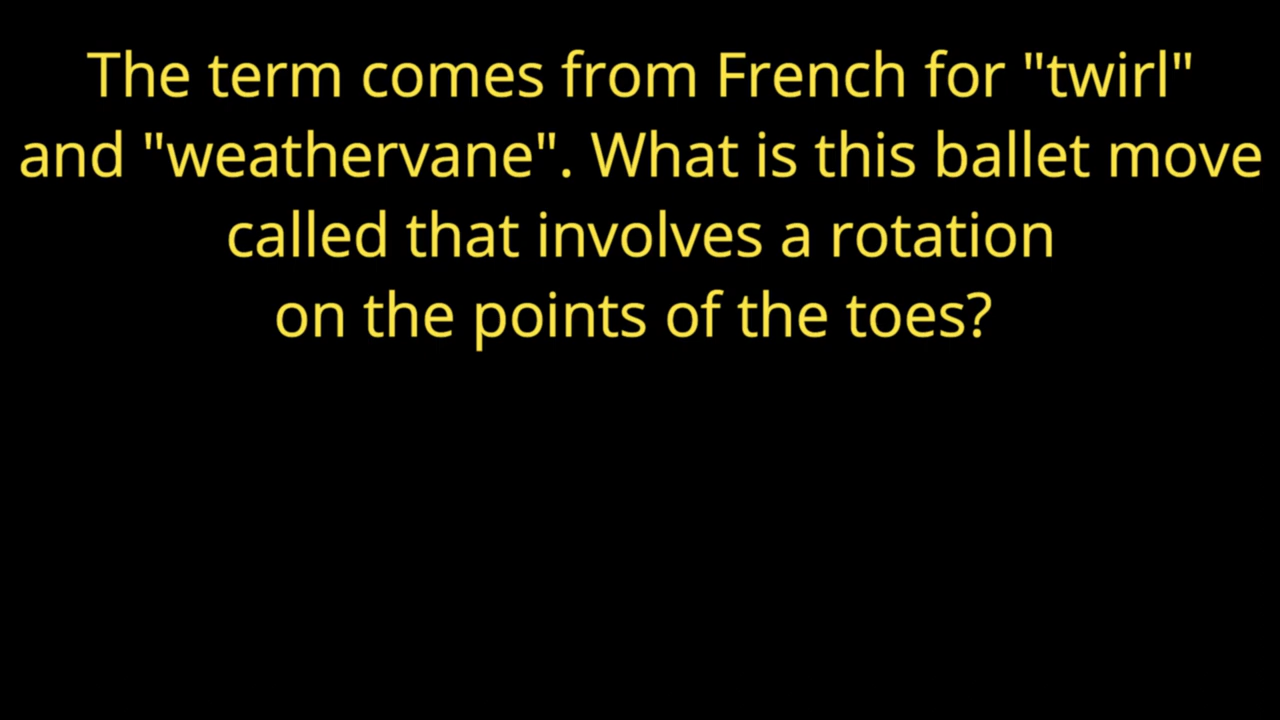 The term comes from French for "twirl"
and "weathervane". What is this ballet move
called that involves a rotation
on the points of the toes?